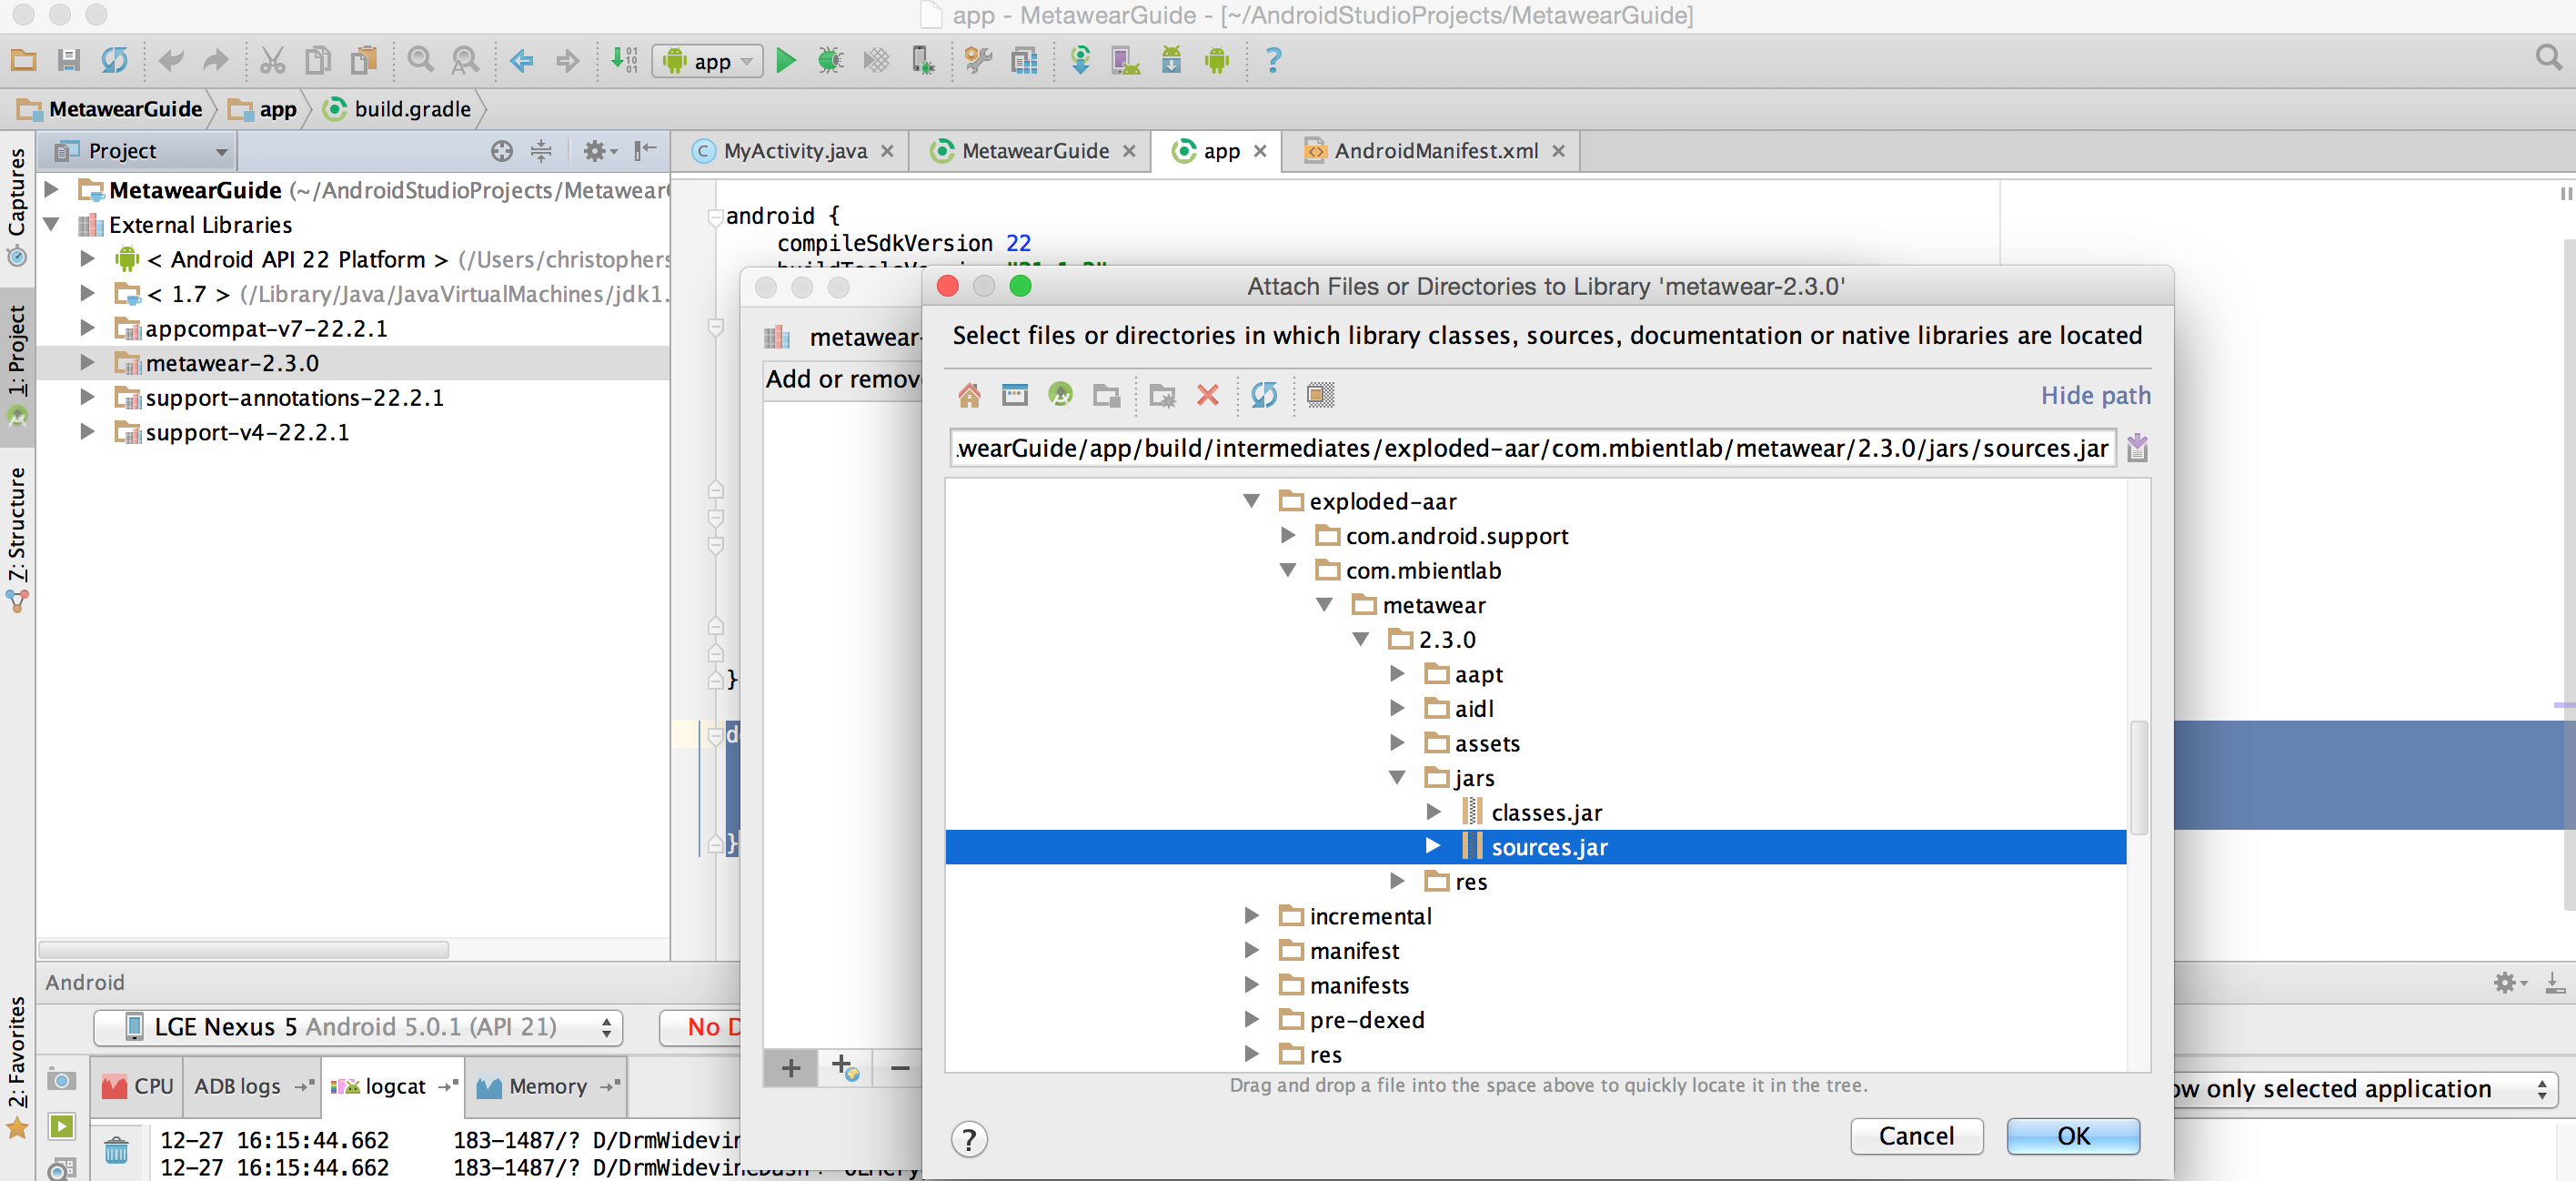 app - MetawearGuide - [~/AndroidStudioProjects/MetawearGuide]
app
MetawearGuide
app
build.gradle
Project
MyActivity.java
MetawearGuide
app
AndroidManifest.xml
Captures
1: Project
7: Structure
2: Favorites
MetawearGuide (~/AndroidStudioProjects/Metawear
External Libraries
< Android API 22 Platform > (/Users/christophers
< 1.7 > (/Library/Java/JavaVirtualMachines/jdk1.
appcompat-v7-22.2.1
metawear-2.3.0
support-annotations-22.2.1
support-v4-22.2.1
android {
compileSdkVersion 22
}
d
}
metawear-
Add or remov
Attach Files or Directories to Library 'metawear-2.3.0'
Select files or directories in which library classes, sources, documentation or native libraries are located
Hide path
wearGuide/app/build/intermediates/exploded-aar/com.mbientlab/metawear/2.3.0/jars/sources.jar
exploded-aar
com.android.support
com.mbientlab
metawear
2.3.0
aapt
aidl
assets
jars
classes.jar
sources.jar
res
incremental
manifest
manifests
pre-dexed
res
Drag and drop a file into the space above to quickly locate it in the tree.
?
Cancel
OK
Android
LGE Nexus 5 Android 5.0.1 (API 21)
No D
CPU
ADB logs
logcat
Memory
ow only selected application
12-27 16:15:44.662 183-1487/? D/DrmWidevin
12-27 16:15:44.662 183-1487/? D/DrmWidevineDash